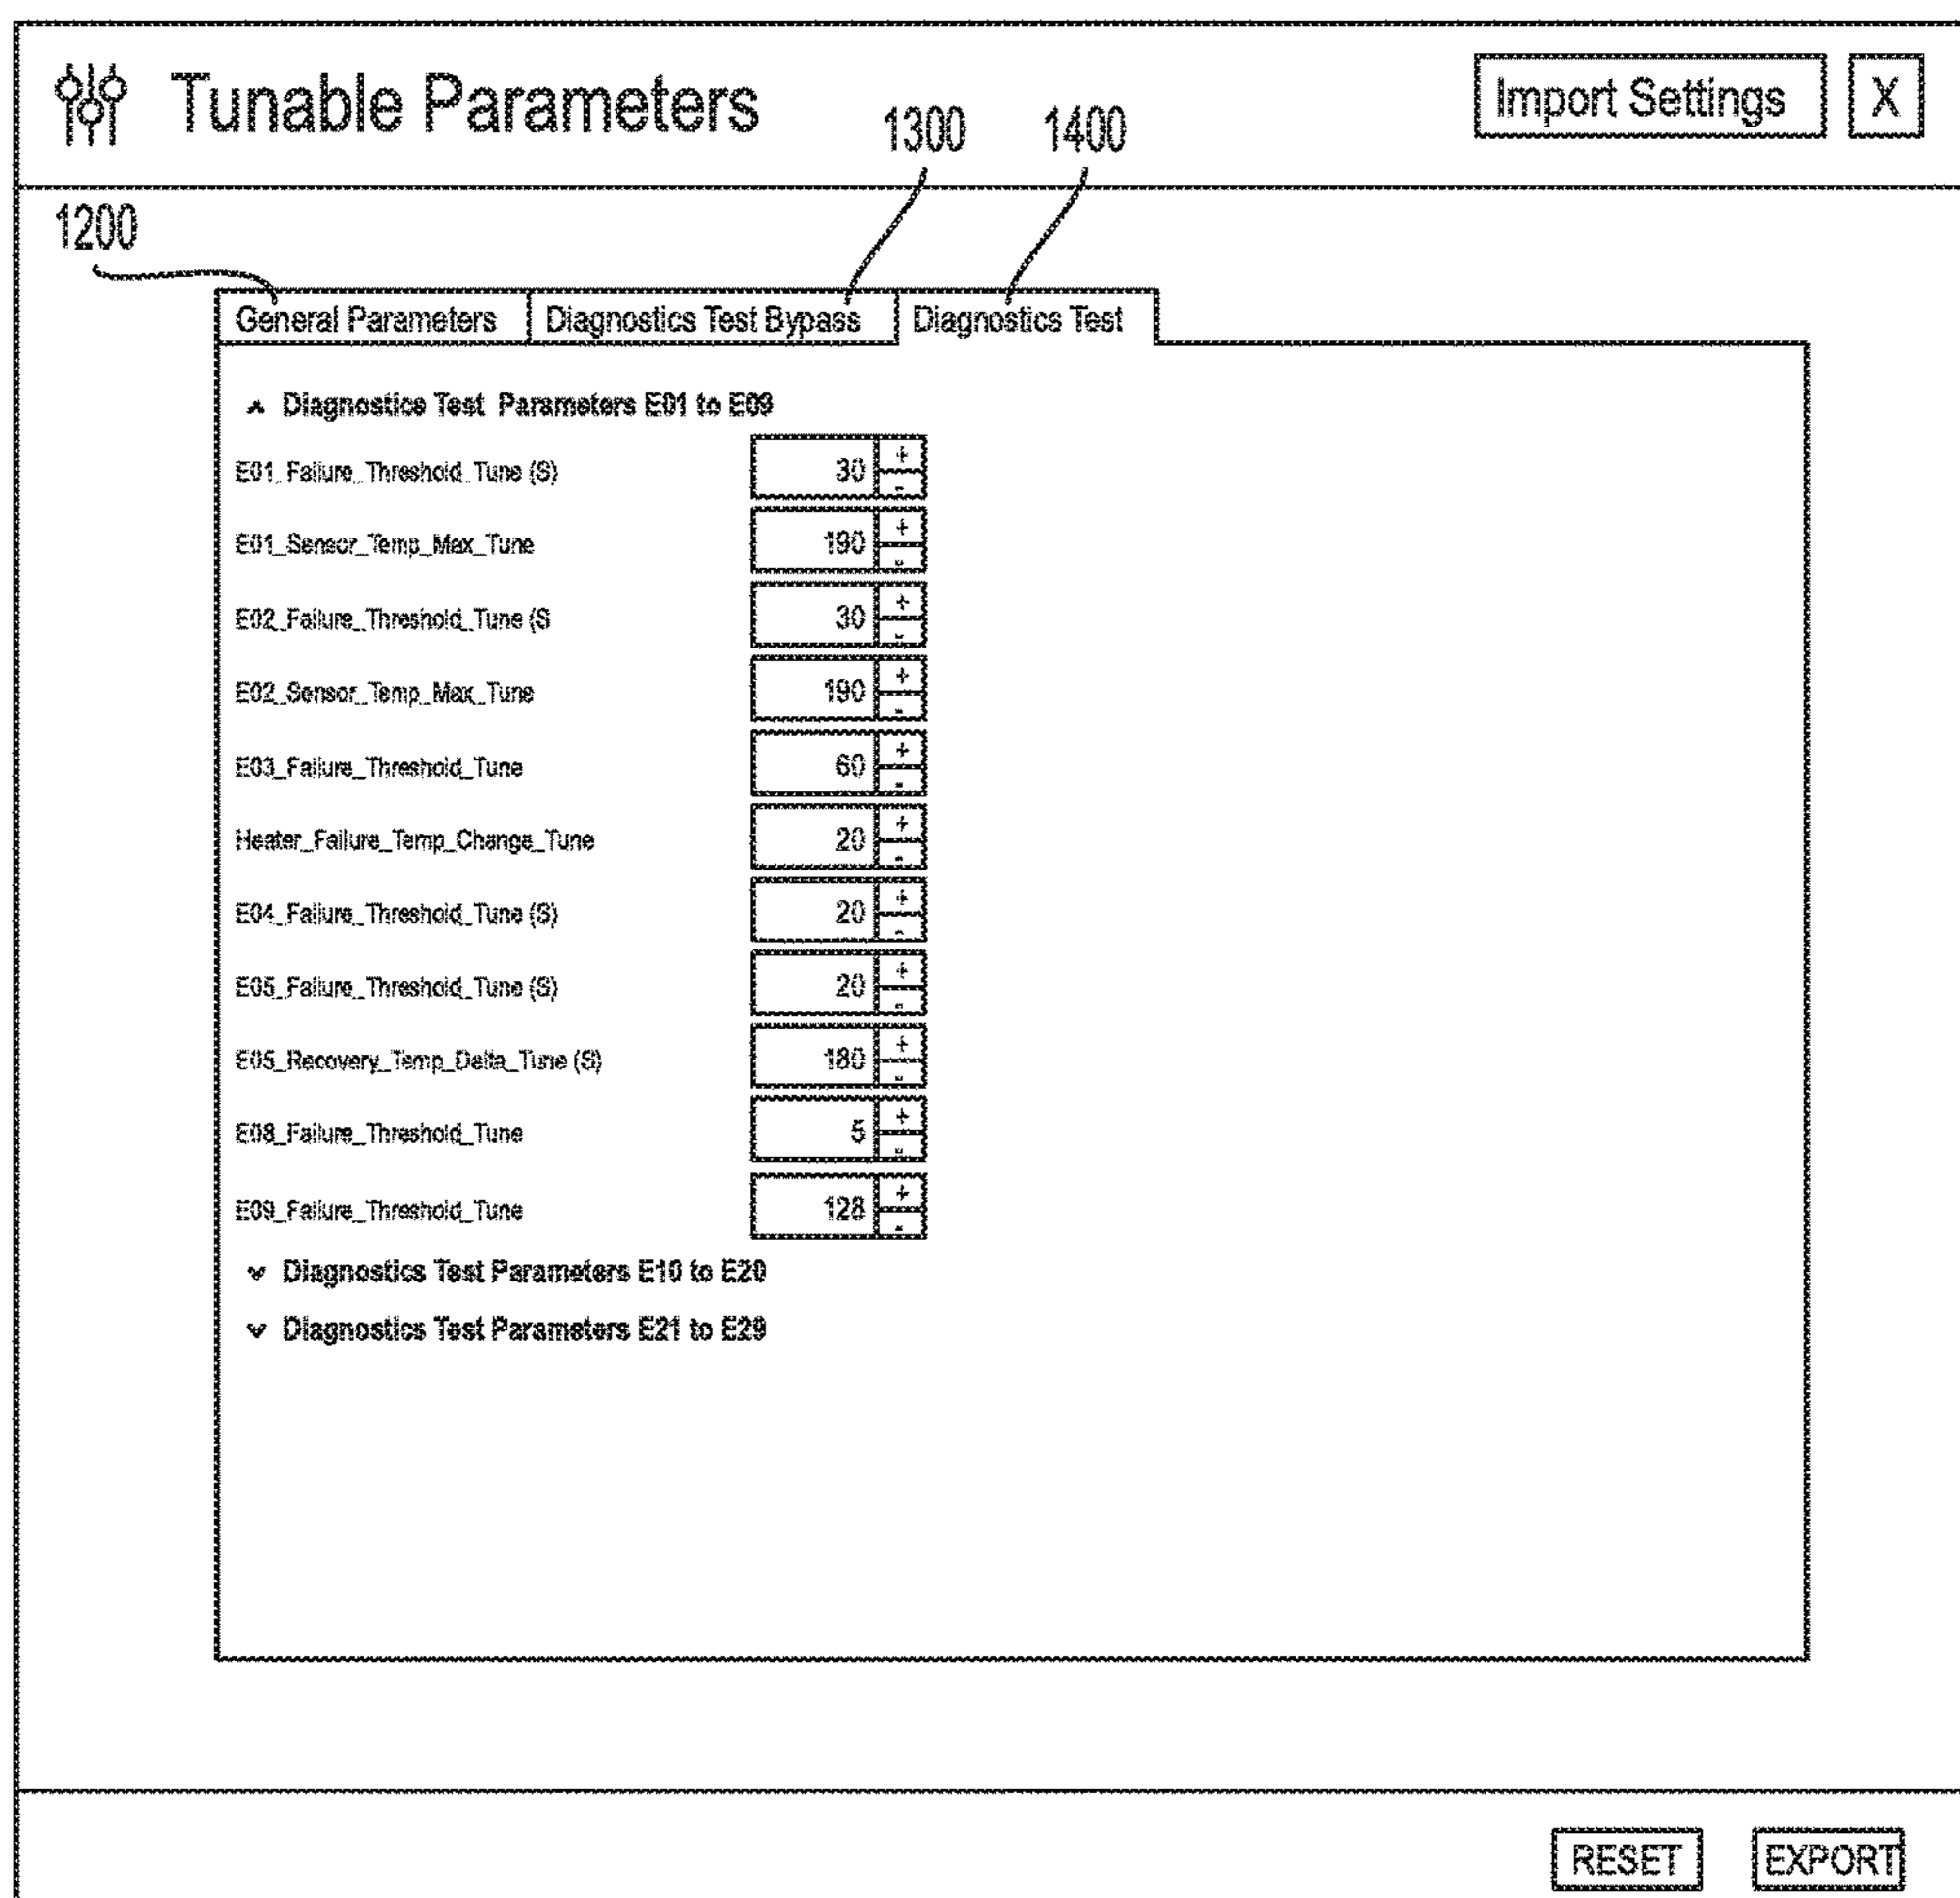 Tunable Parameters
Import Settings
X
1300
1400
1200
General Parameters
Diagnostics Test Bypass
Diagnostics Test
Diagnostics Test Parameters E01 to E09
E01_Failure_Threshold_Tune (S) 30 + -
E01_Sensor_Temp_Max_Tune 190 + -
E02_Failure_Threshold_Tune (S 30 + -
E02_Sensor_Temp_Max_Tune 190 + -
E03_Failure_Threshold_Tune 60 + -
Heater_Failure_Temp_Change_Tune 20 + -
E04_Failure_Threshold_Tune (S) 20 + -
E05_Failure_Threshold_Tune (S) 20 + -
E05_Recovery_Temp_Delta_Tune (S) 180 + -
E08_Failure_Threshold_Tune 5 + -
E09_Failure_Threshold_Tune 128 + -
Diagnostics Test Parameters E10 to E20
Diagnostics Test Parameters E21 to E29
RESET
EXPORT